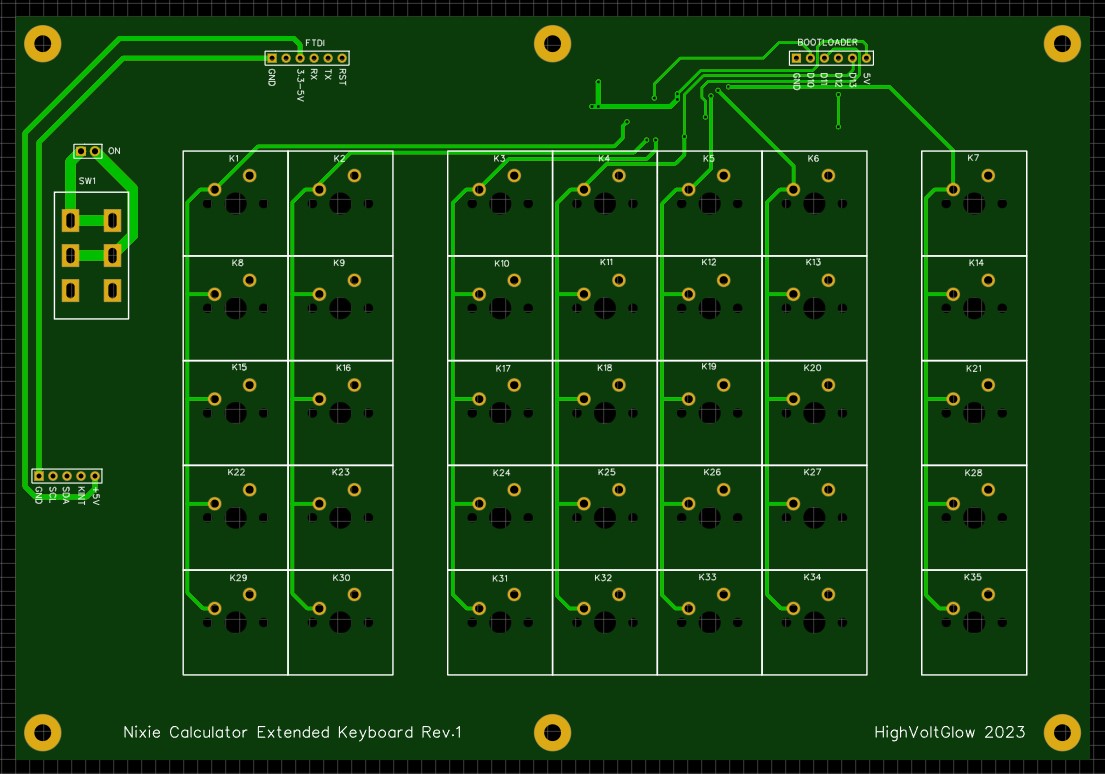 FTDI
GND
3.3-5V
RX
TX
RST
BOOTLOADER
GND
D10
D11
D12
D13
5V
ON
SW1
K1 K2 K3 K4 K5 K6 K7
K8 K9 K10 K11 K12 K13 K14
K15 K16 K17 K18 K19 K20 K21
K22 K23 K24 K25 K26 K27 K28
GND
SCL
SDA
KINT
+5V
K29 K30 K31 K32 K33 K34 K35
Nixie Calculator Extended Keyboard Rev.1
HighVoltGlow 2023